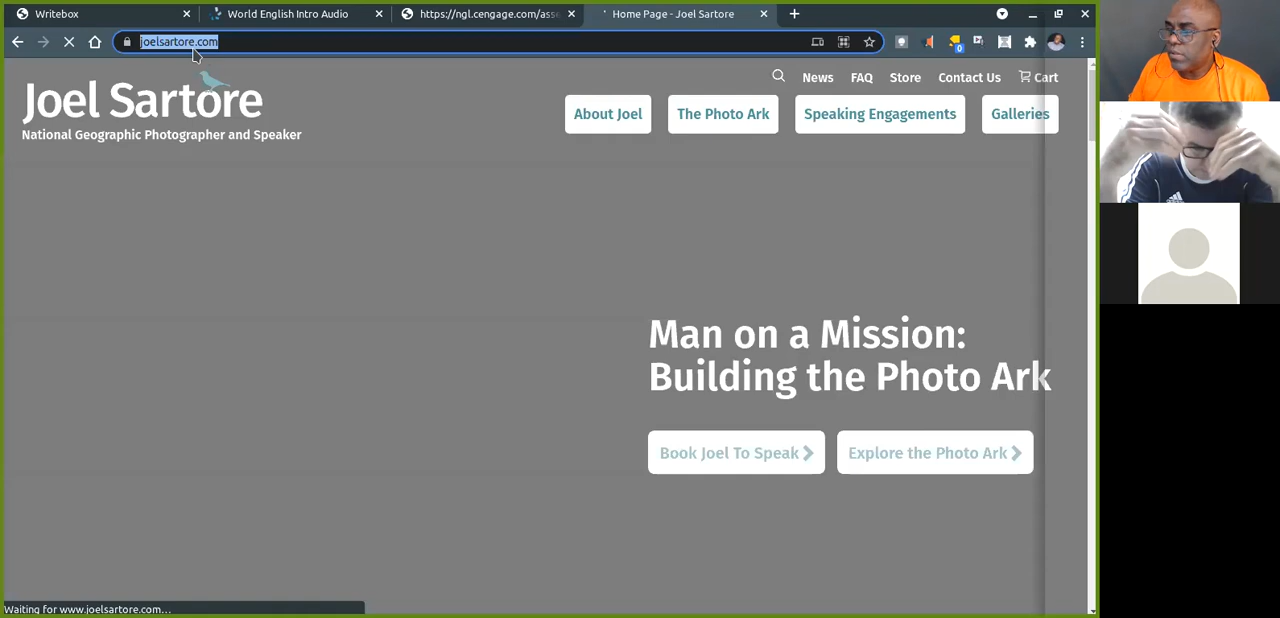 Writebox
World English Intro Audio
https://ngl.cengage.com/asse
Home Page - Joel Sartore
joelsartore.com
0
News
FAQ
Store
Contact Us
Cart
Joel Sartore
National Geographic Photographer and Speaker
About Joel
The Photo Ark
Speaking Engagements
Galleries
Man on a Mission:
Building the Photo Ark
Book Joel To Speak
Explore the Photo Ark
Waiting for www.joelsartore.com...